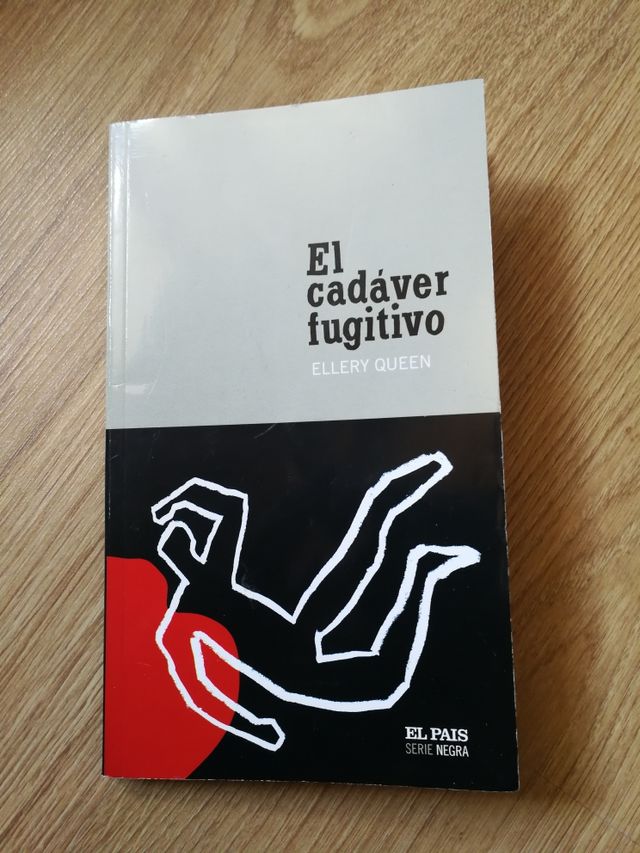 El
cadáver
fugitivo
ELLERY QUEEN
EL PAIS
SERIE NEGRA